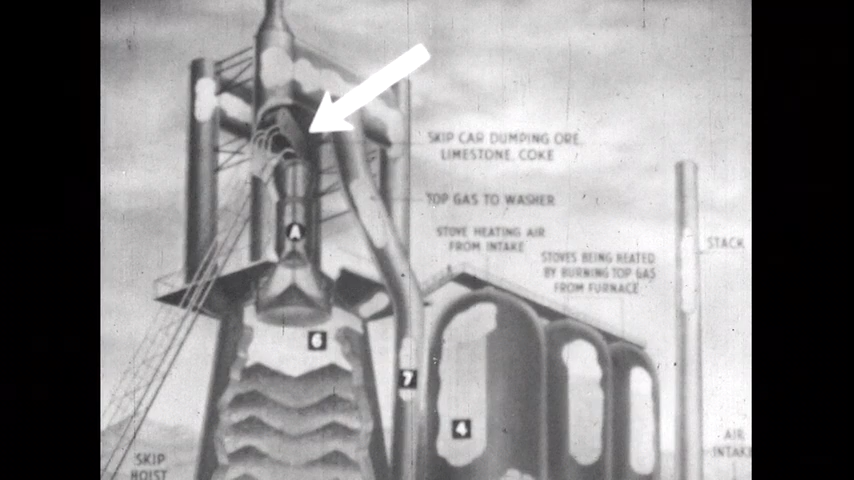 SKIP CAR DUMPING ORE,
LIMESTONE, COKE
TOP GAS TO WASHER
STOVE HEATING AIR
FROM INTAKE
STOVES BEING HEATED
BY BURNING TOP GAS
FROM FURNACE
STACK
A
6
7
4
AIR
INTAKE
SKIP
HOIST